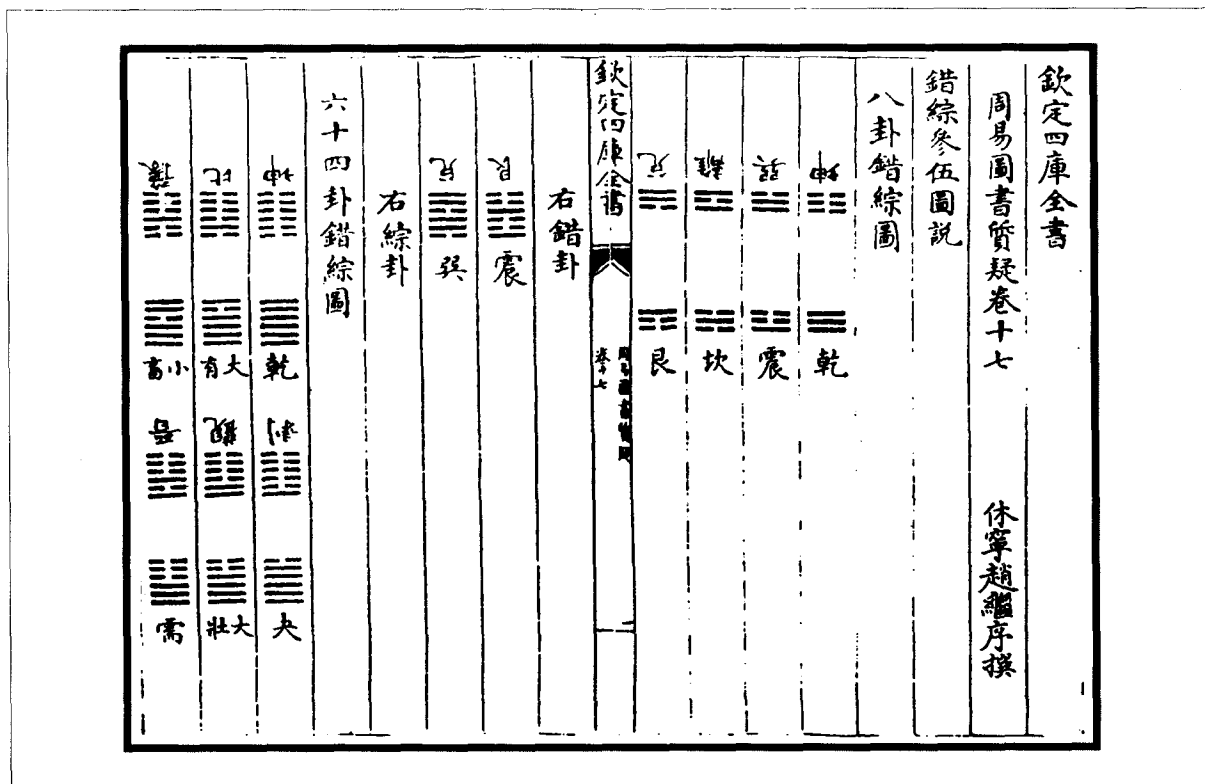 欽定四庫全書
周易圖書質疑卷十七
休寧趙繼序撰
錯綜參伍圖說
八卦錯綜圖
坤 乾
巽 震
離 坎
兌 艮
欽定四庫全書
周易圖書質疑
卷十七
右錯卦
艮 震
兌 巽
右綜卦
六十四卦錯綜圖
坤 乾 剝 夬
比 大有 觀 大壯
豫 小畜 晉 需